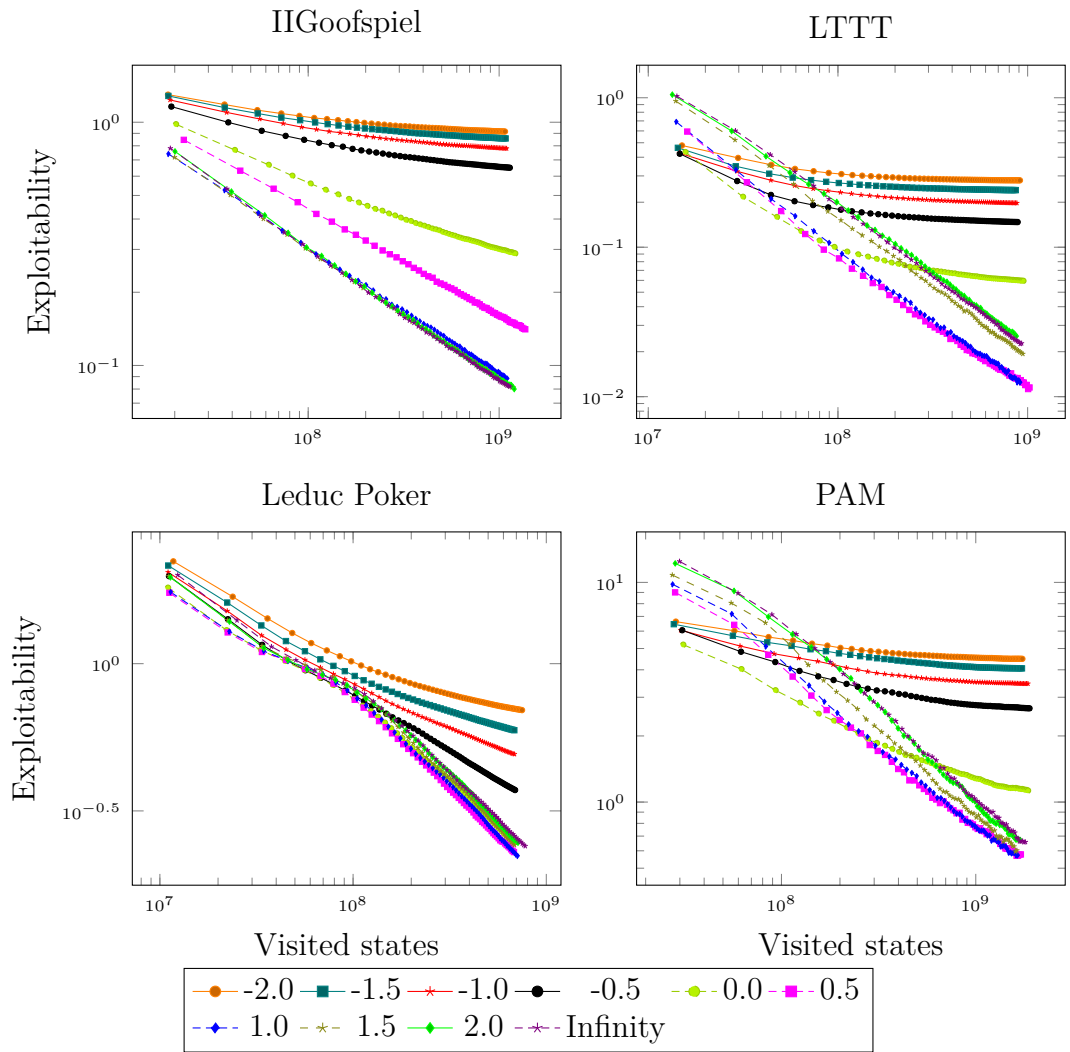 IIGoofspiel
LTTT
Exploitability
10^0
10^-1
10^8
10^9
10^0
10^-1
10^-2
10^7
10^8
10^9
Leduc Poker
PAM
Exploitability
10^0
10^-0.5
10^7
10^8
10^9
10^1
10^0
10^8
10^9
Visited states
Visited states
-2.0 -1.5 -1.0 -0.5 0.0 0.5
1.0 1.5 2.0 Infinity